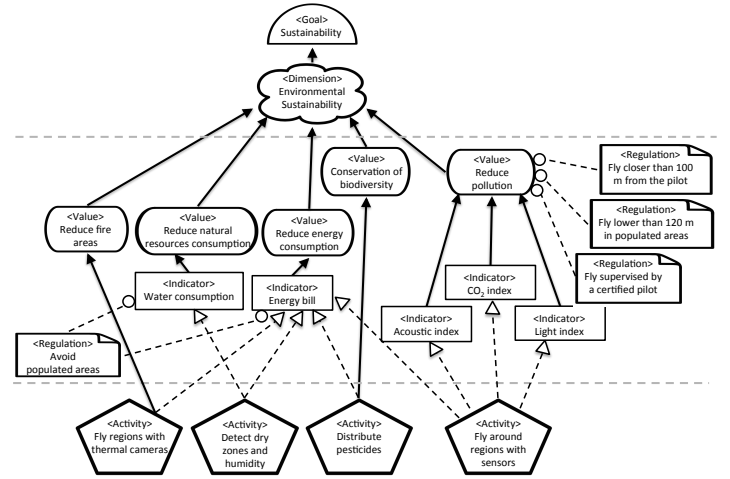 <Goal>
Sustainability
<Dimension>
Environmental
Sustainability
<Value>
Conservation of
biodiversity
<Value>
Reduce
pollution
<Regulation>
Fly closer than 100
m from the pilot
<Value>
Reduce fire
areas
<Value>
Reduce natural
resources consumption
<Value>
Reduce energy
consumption
<Regulation>
Fly lower than 120 m
in populated areas
<Regulation>
Fly supervised by
a certified pilot
<Indicator>
Water consumption
<Indicator>
Energy bill
<Indicator>
CO2 index
<Indicator>
Acoustic index
<Indicator>
Light index
<Regulation>
Avoid
populated areas
<Activity>
Fly regions with
thermal cameras
<Activity>
Detect dry
zones and
humidity
<Activity>
Distribute
pesticides
<Activity>
Fly around
regions with
sensors